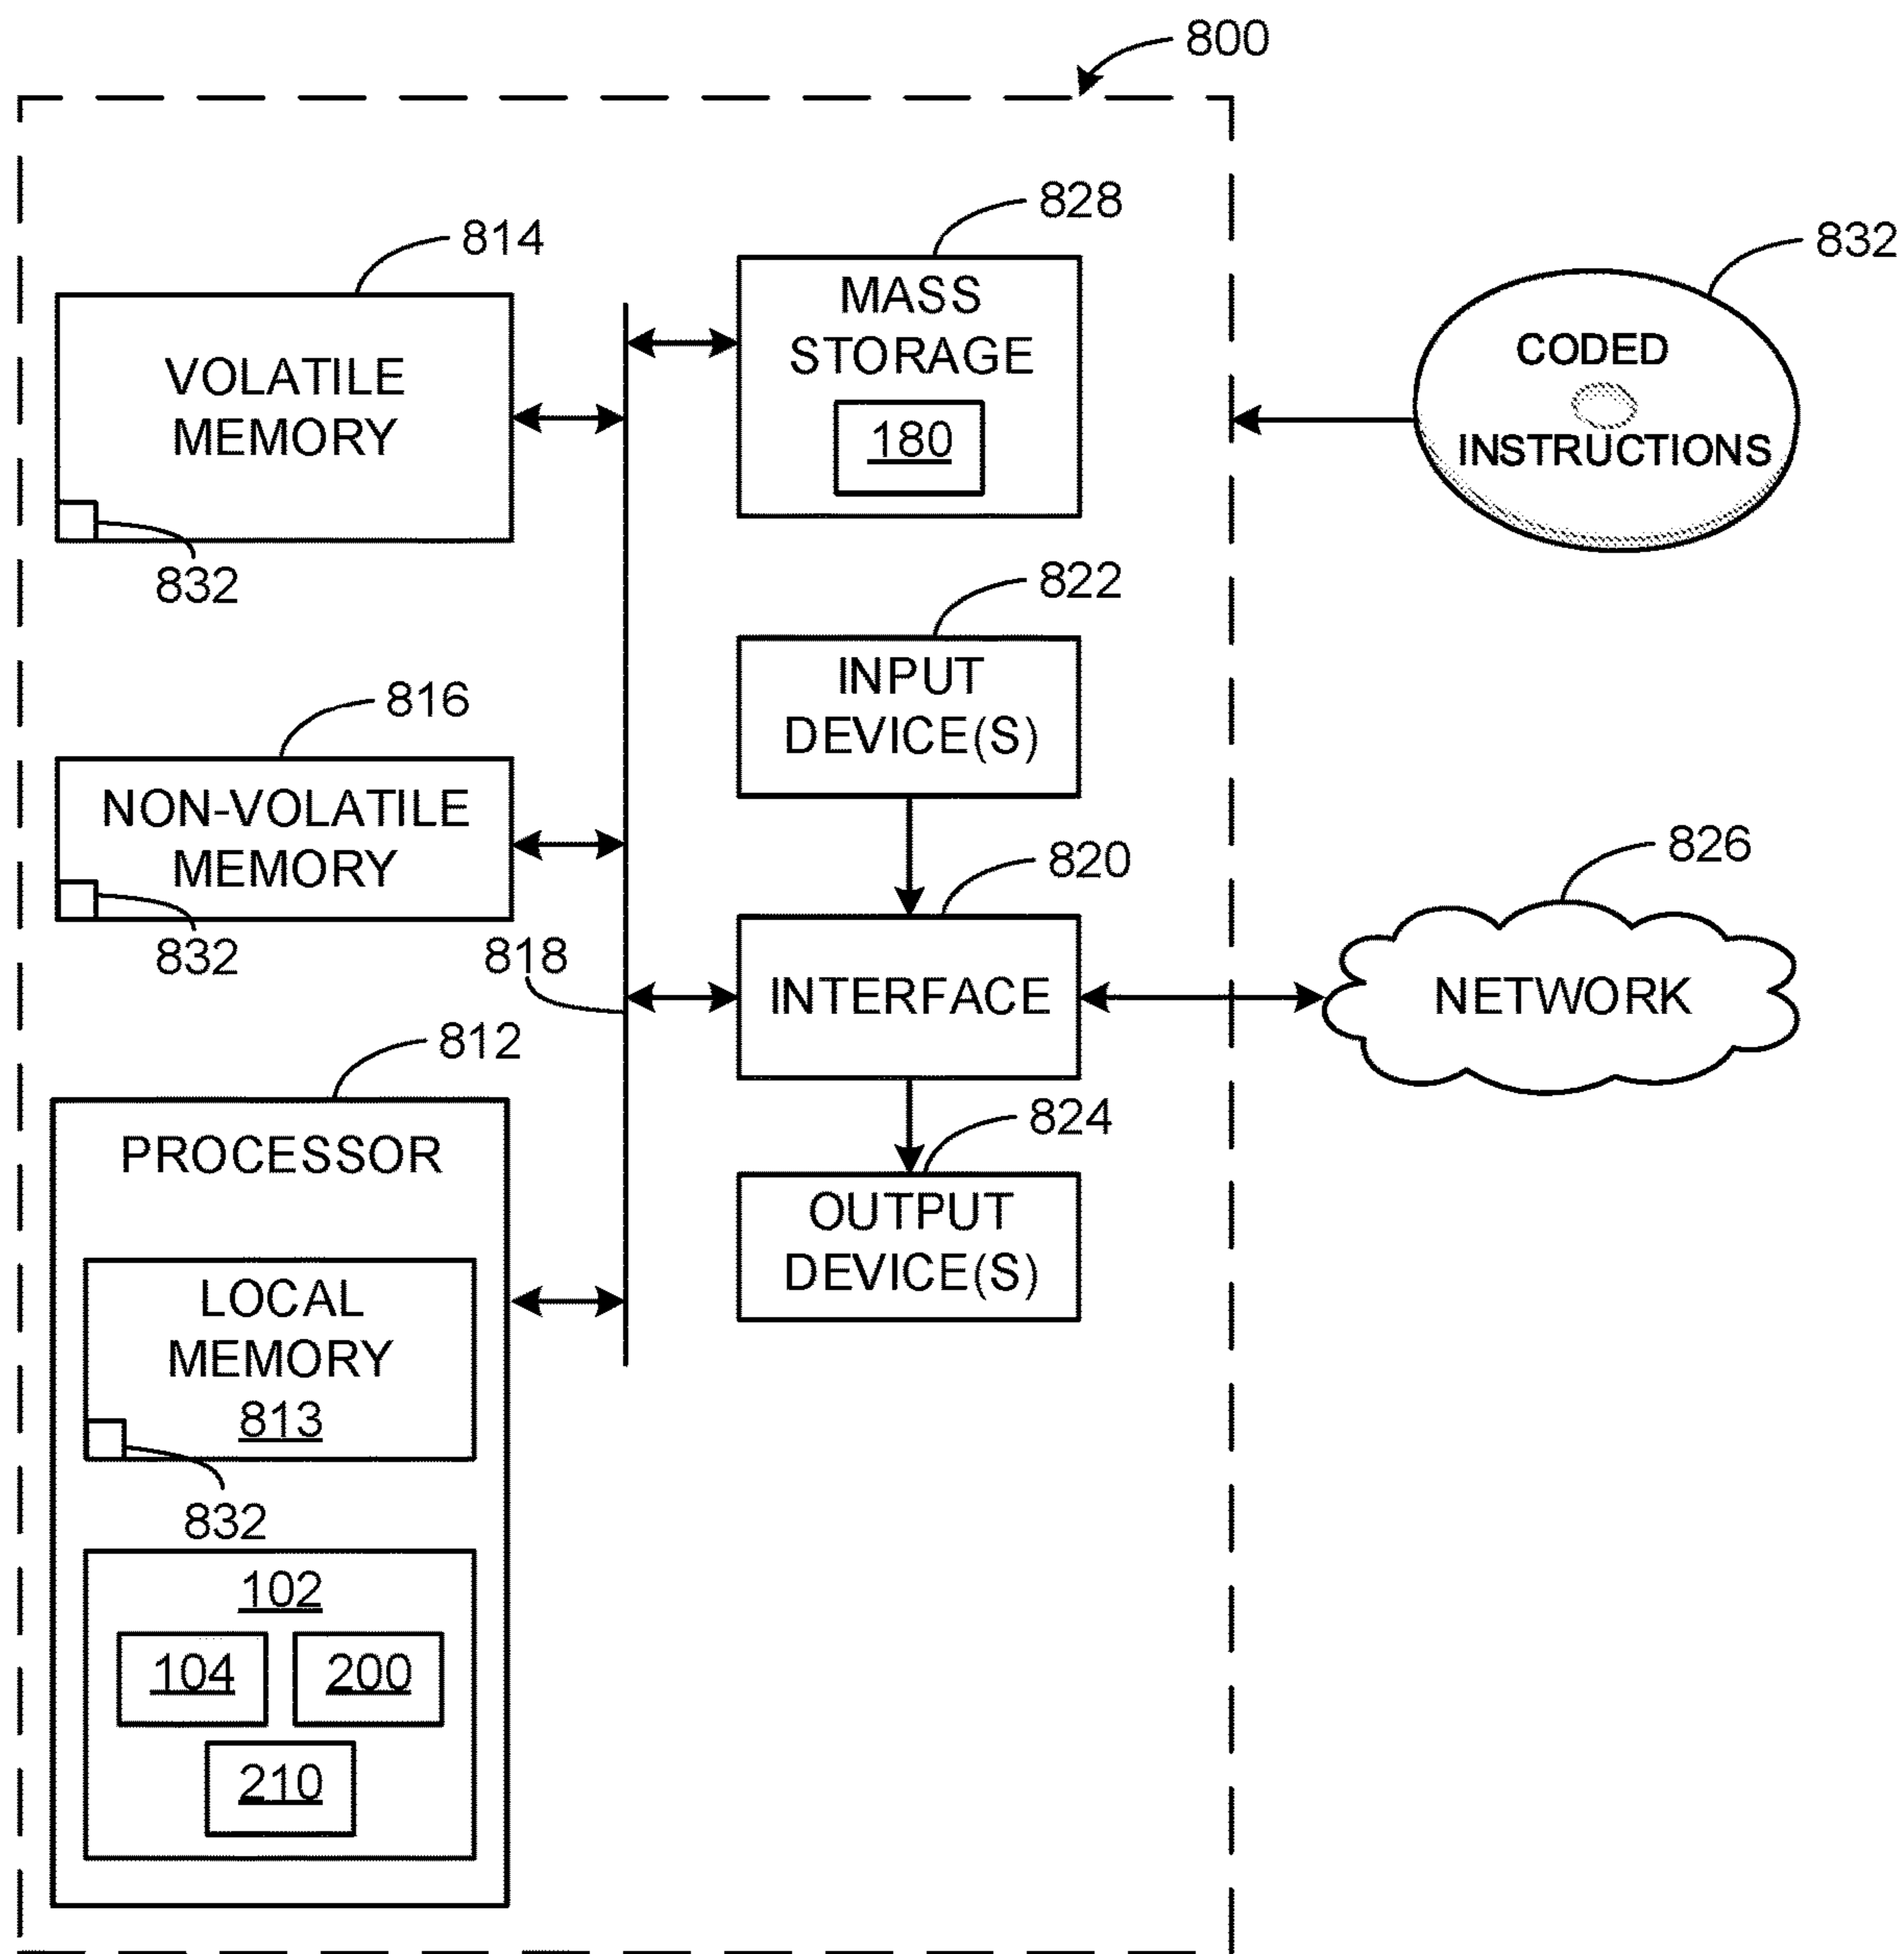 800
828
814
832
MASS
STORAGE
180
VOLATILE
MEMORY
832
CODED
INSTRUCTIONS
822
INPUT
DEVICE(S)
816
NON-VOLATILE
MEMORY
832
820
826
818
INTERFACE
NETWORK
812
824
PROCESSOR
OUTPUT
DEVICE(S)
LOCAL
MEMORY
813
832
102
104
200
210